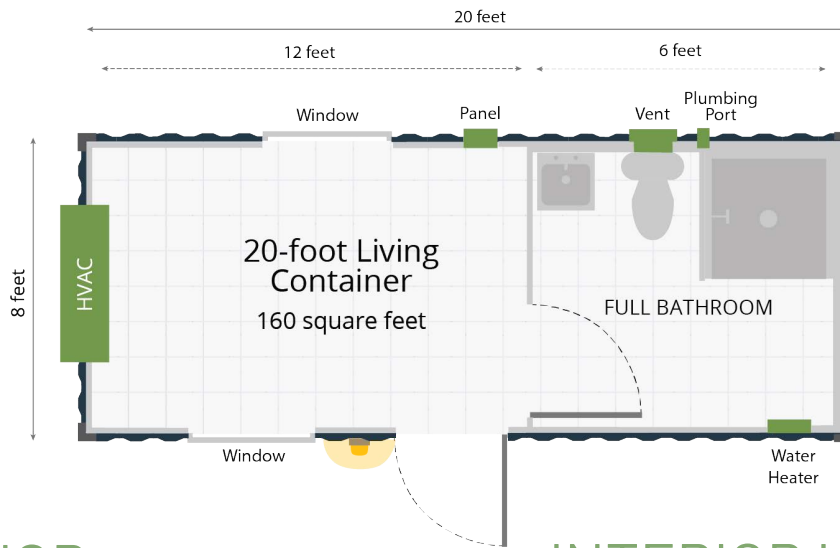 20 feet
12 feet
6 feet
Window
Panel
Vent
Plumbing
Port
HVAC
8 feet
20-foot Living
Container
160 square feet
FULL BATHROOM
Window
Water
Heater